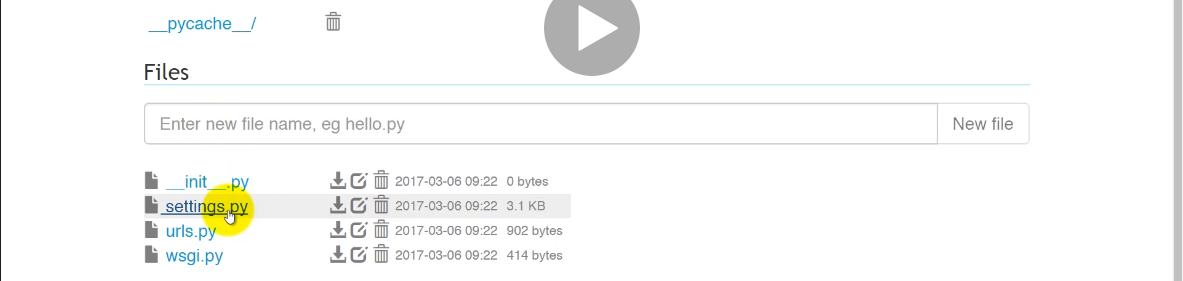 __pycache__/
Files
Enter new file name, eg hello.py
New file
__init__.py 2017-03-06 09:22 0 bytes
settings.py 2017-03-06 09:22 3.1 KB
urls.py 2017-03-06 09:22 902 bytes
wsgi.py 2017-03-06 09:22 414 bytes